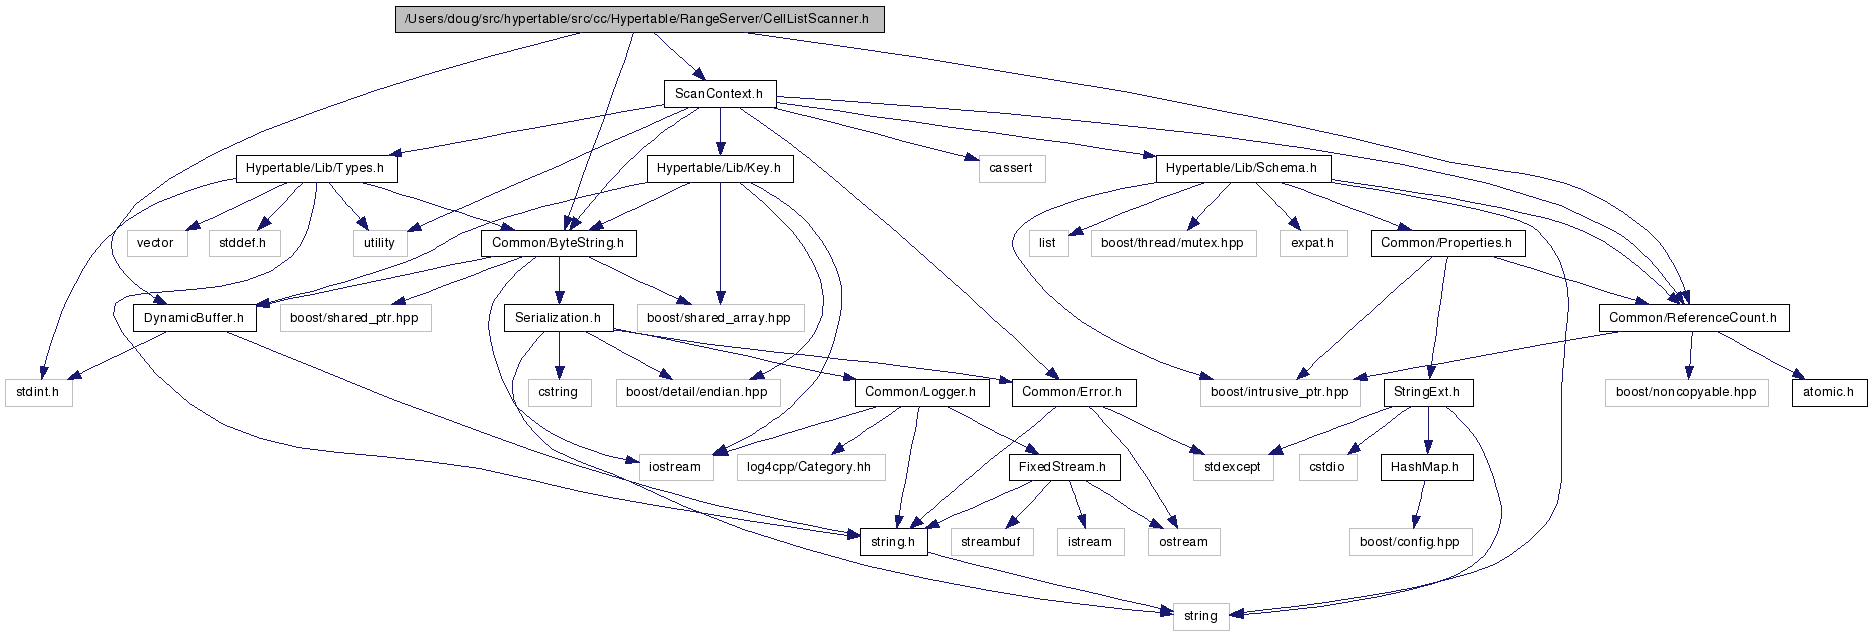 /Users/doug/src/hypertable/src/cc/Hypertable/RangeServer/CellListScanner.h
ScanContext.h
Hypertable/Lib/Types.h
Hypertable/Lib/Key.h
cassert
Hypertable/Lib/Schema.h
vector
stddef.h
utility
Common/ByteString.h
list
boost/thread/mutex.hpp
expat.h
Common/Properties.h
DynamicBuffer.h
boost/shared_ptr.hpp
Serialization.h
boost/shared_array.hpp
Common/ReferenceCount.h
stdint.h
cstring
boost/detail/endian.hpp
Common/Logger.h
Common/Error.h
boost/intrusive_ptr.hpp
StringExt.h
boost/noncopyable.hpp
atomic.h
iostream
log4cpp/Category.hh
FixedStream.h
stdexcept
cstdio
HashMap.h
string.h
streambuf
istream
ostream
boost/config.hpp
string